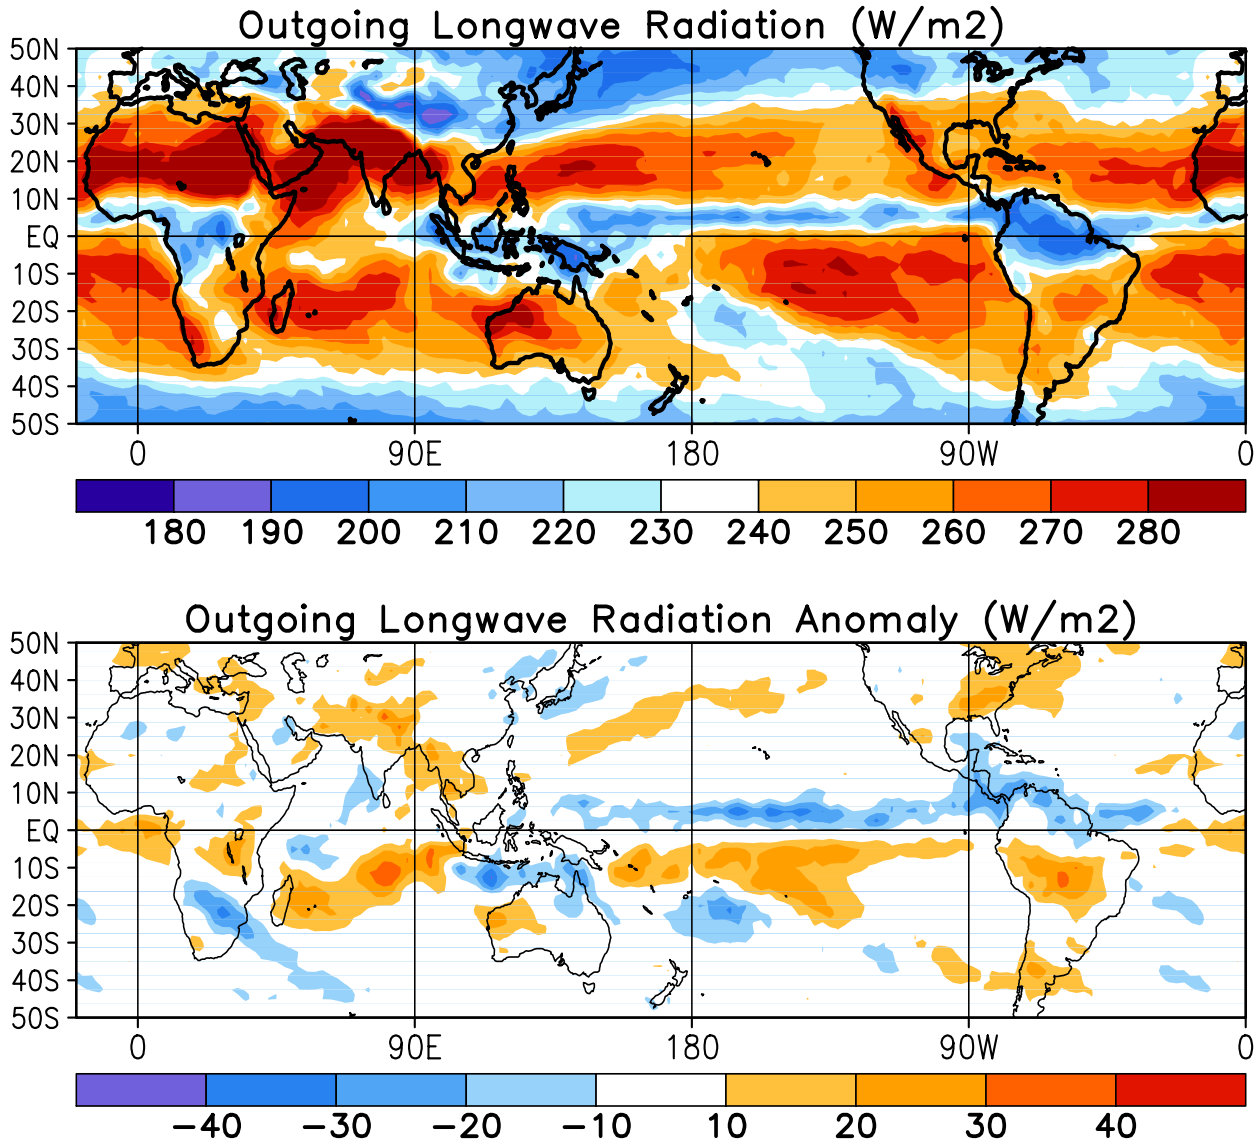 Outgoing Longwave Radiation (W/m2)
50N
40N
30N
20N
10N
EQ
10S
20S
30S
40S
50S
0 90E 180 90W 0
180 190 200 210 220 230 240 250 260 270 280
Outgoing Longwave Radiation Anomaly (W/m2)
50N
40N
30N
20N
10N
EQ
10S
20S
30S
40S
50S
0 90E 180 90W 0
−40 −30 −20 −10 10 20 30 40